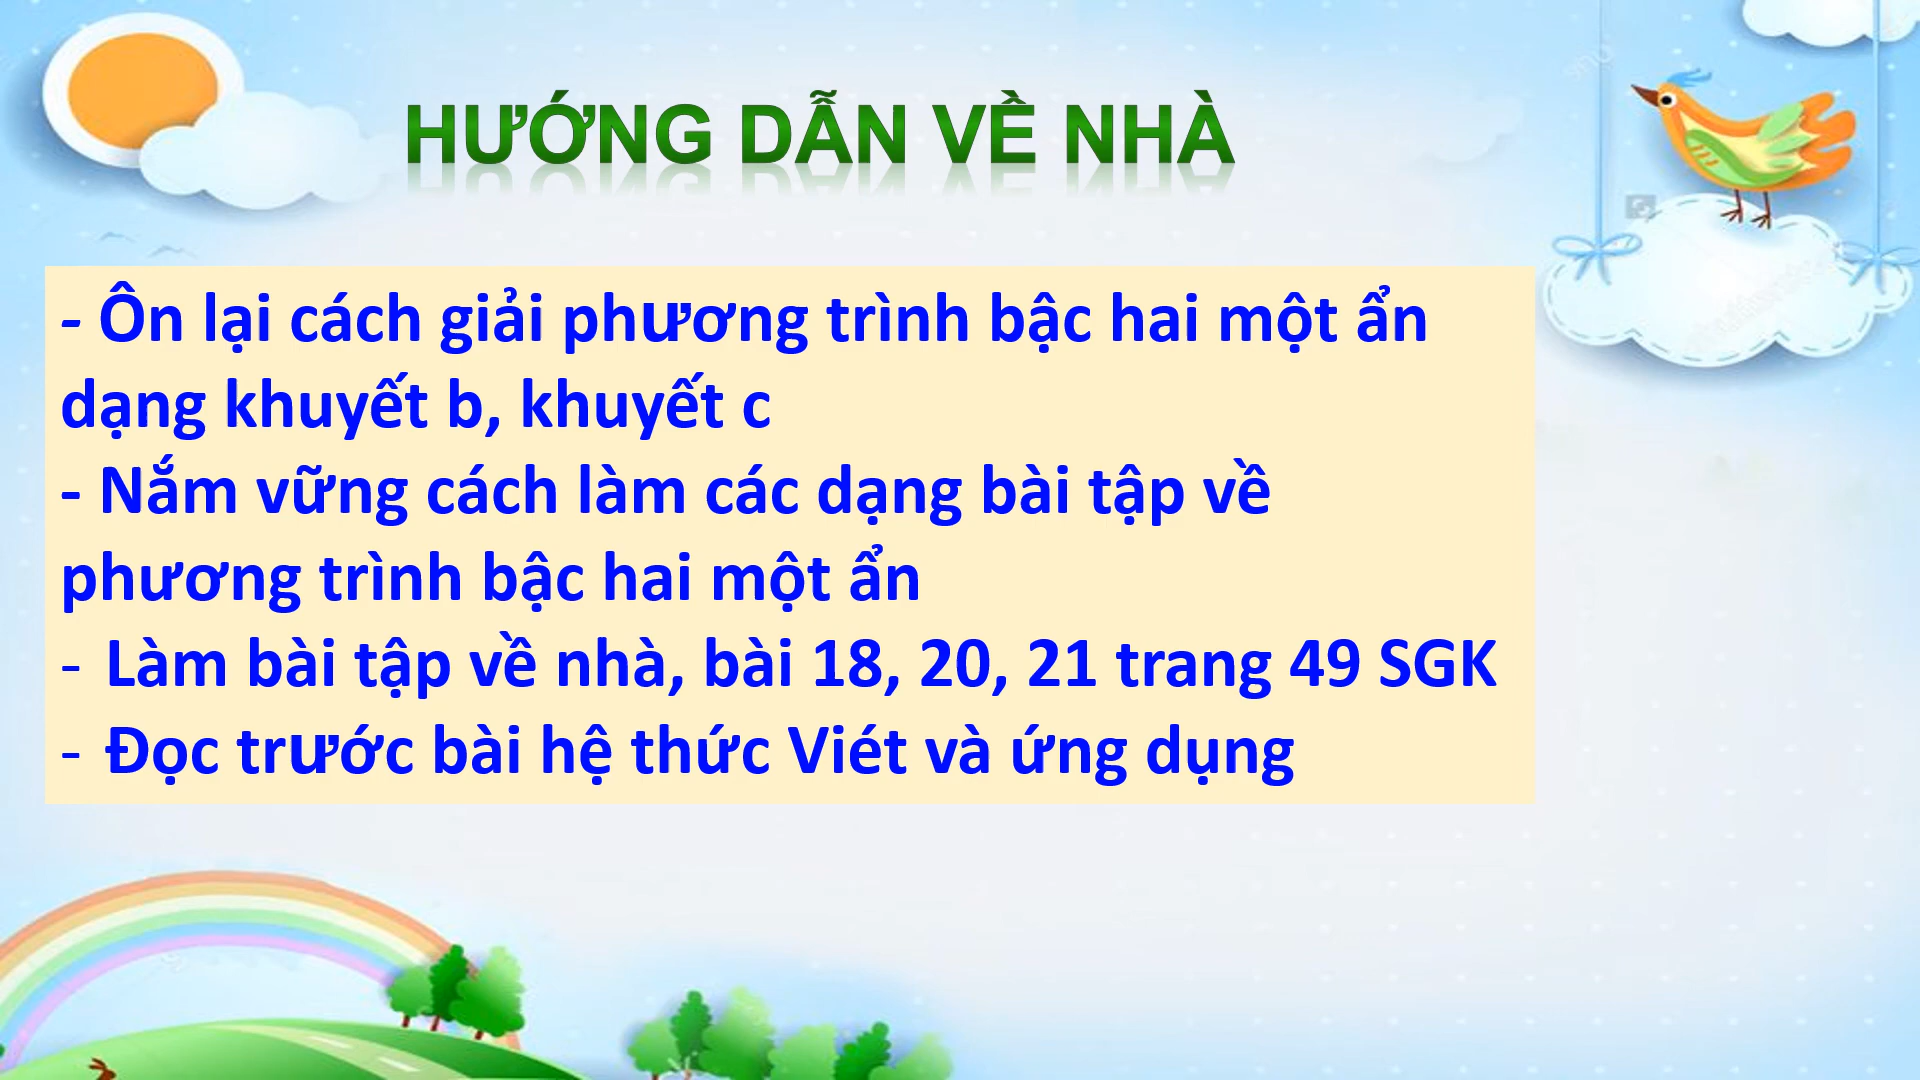 HƯỚNG DẪN VỀ NHÀ
- Ôn lại cách giải phương trình bậc hai một ẩn
dạng khuyết b, khuyết c
- Nắm vững cách làm các dạng bài tập về
phương trình bậc hai một ẩn
- Làm bài tập về nhà, bài 18, 20, 21 trang 49 SGK
- Đọc trước bài hệ thức Viét và ứng dụng